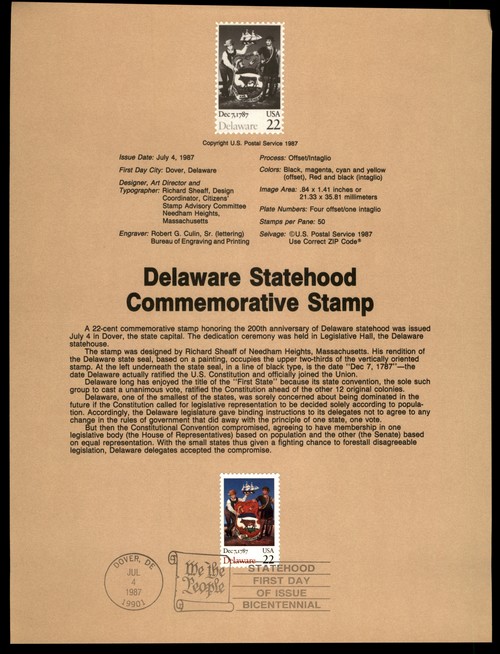 Dec 7,1787 USA
Delaware 22
Copyright U.S. Postal Service 1987
Issue Date: July 4, 1987
First Day City: Dover, Delaware
Designer, Art Director and
Typographer: Richard Sheaff, Design
Coordinator, Citizens'
Stamp Advisory Committee
Needham Heights,
Massachusetts
Engraver: Robert G. Culin, Sr. (lettering)
Bureau of Engraving and Printing
Process: Offset/Intaglio
Colors: Black, magenta, cyan and yellow
(offset), Red and black (intaglio)
Image Area: .84 x 1.41 inches or
21.33 x 35.81 millimeters
Plate Numbers: Four offset/one intaglio
Stamps per Pane: 50
Selvage: ©U.S. Postal Service 1987
Use Correct ZIP Code®
Delaware Statehood
Commemorative Stamp
A 22-cent commemorative stamp honoring the 200th anniversary of Delaware statehood was issued
July 4 in Dover, the state capital. The dedication ceremony was held in Legislative Hall, the Delaware
statehouse.
The stamp was designed by Richard Sheaff of Needham Heights, Massachusetts. His rendition of
the Delaware state seal, based on a painting, occupies the upper two-thirds of the vertically oriented
stamp. At the left underneath the state seal, in a line of black type, is the date "Dec 7, 1787"—the
date Delaware actually ratified the U.S. Constitution and officially joined the Union.
Delaware long has enjoyed the title of the "First State" because its state convention, the sole such
group to cast a unanimous vote, ratified the Constitution ahead of the other 12 original colonies.
Delaware, one of the smallest of the states, was sorely concerned about being dominated in the
future if the Constitution called for legislative representation to be decided solely according to popula-
tion. Accordingly, the Delaware legislature gave binding instructions to its delegates not to agree to any
change in the rules of government that did away with the principle of one state, one vote.
But then the Constitutional Convention compromised, agreeing to have membership in one
legislative body (the House of Representatives) based on population and the other (the Senate) based
on equal representation. With the small states thus given a fighting chance to forestall disagreeable
legislation, Delaware delegates accepted the compromise.
Dec 7,1787 USA
Delaware 22
DOVER, DE
JUL
4
1987
19901
We the
People
STATEHOOD
FIRST DAY
OF ISSUE
BICENTENNIAL